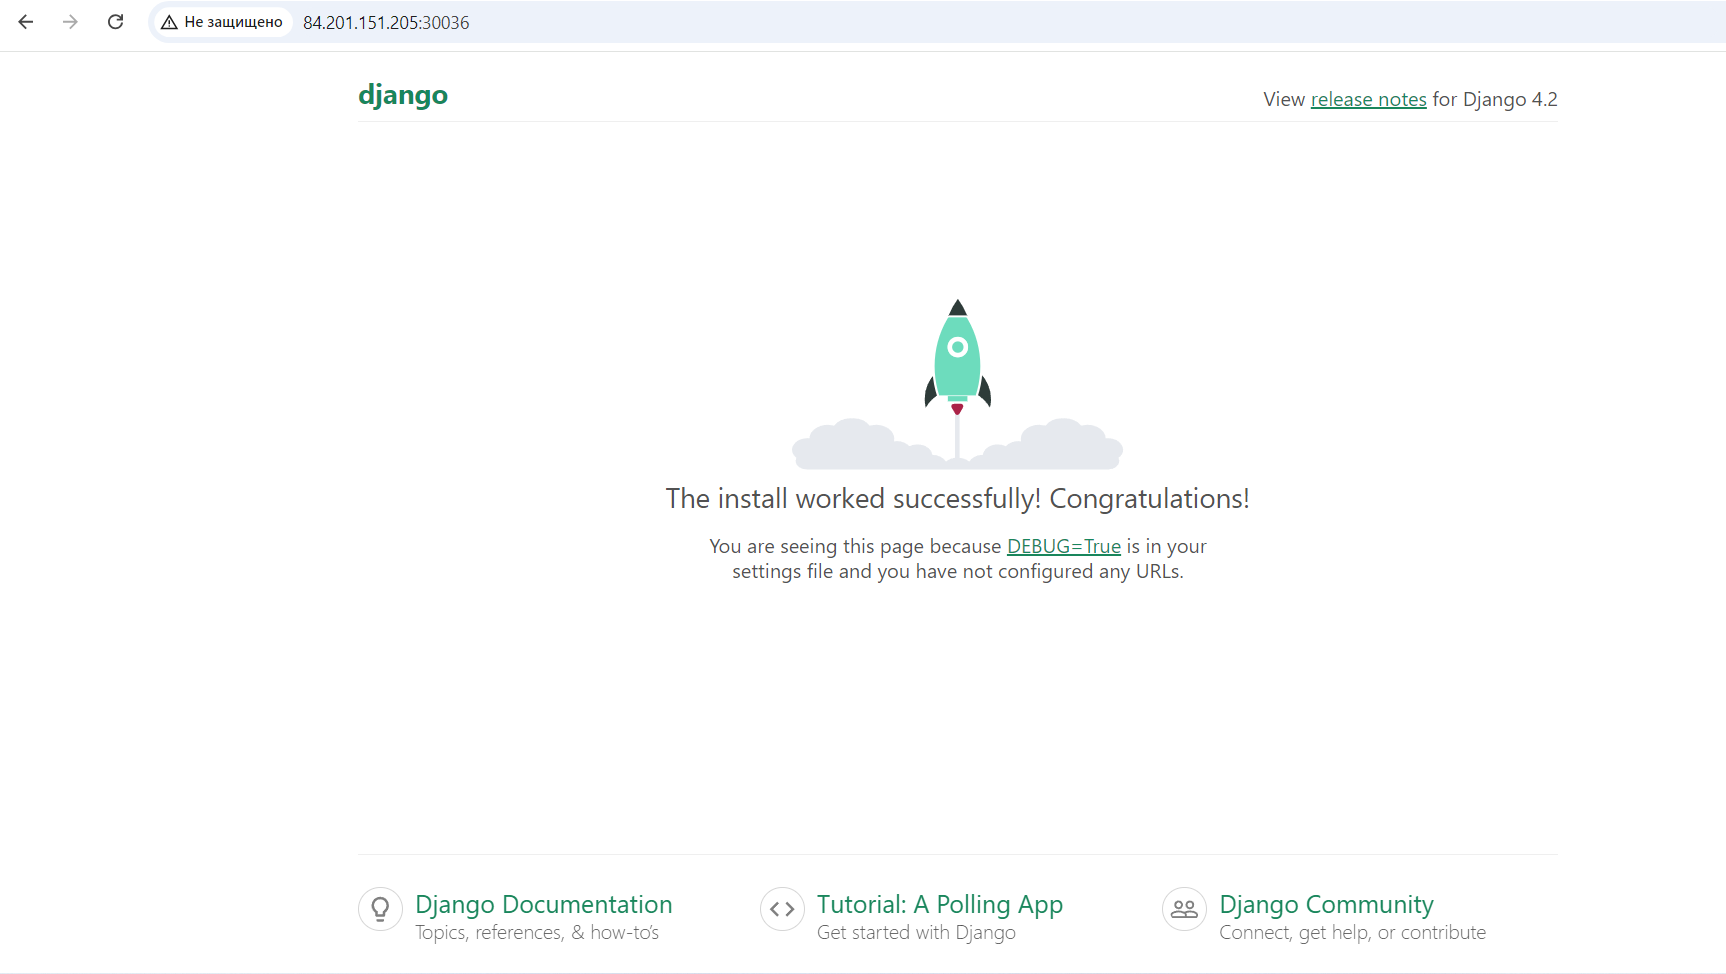 Не защищено 84.201.151.205:30036
django
View release notes for Django 4.2
The install worked successfully! Congratulations!
You are seeing this page because DEBUG=True is in your
settings file and you have not configured any URLs.
Django Documentation
Topics, references, & how-to’s
Tutorial: A Polling App
Get started with Django
Django Community
Connect, get help, or contribute